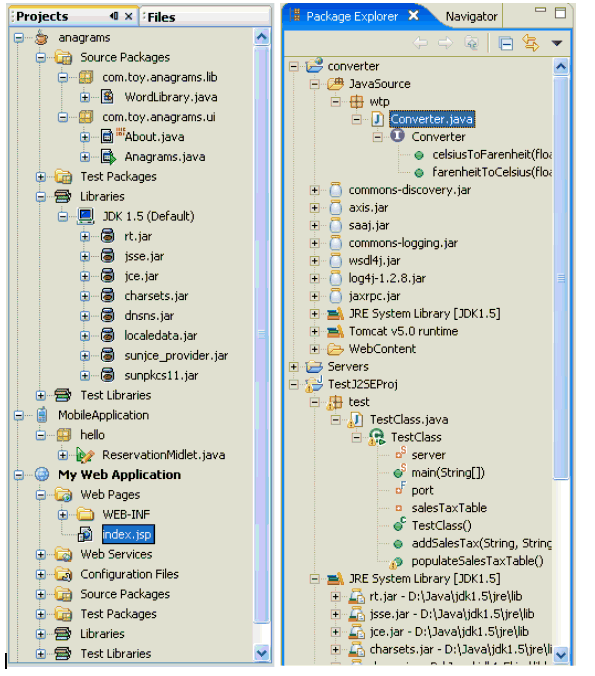 Projects
Files
anagrams
Source Packages
com.toy.anagrams.lib
WordLibrary.java
com.toy.anagrams.ui
About.java
Anagrams.java
Test Packages
Libraries
JDK 1.5 (Default)
rt.jar
jsse.jar
jce.jar
charsets.jar
dnsns.jar
localedata.jar
sunjce_provider.jar
sunpkcs11.jar
Test Libraries
MobileApplication
hello
ReservationMidlet.java
My Web Application
Web Pages
WEB-INF
index.jsp
Web Services
Configuration Files
Source Packages
Test Packages
Libraries
Test Libraries
Package Explorer
Navigator
converter
JavaSource
wtp
Converter.java
Converter
celsiusToFarenheit(floa
farenheitToCelsius(floa
commons-discovery.jar
axis.jar
saaj.jar
commons-logging.jar
wsdl4j.jar
log4j-1.2.8.jar
jaxrpc.jar
JRE System Library [JDK1.5]
Tomcat v5.0 runtime
WebContent
Servers
TestJ2SEProj
test
TestClass.java
TestClass
server
main(String[])
port
salesTaxTable
TestClass()
addSalesTax(String, String
populateSalesTaxTable()
JRE System Library [JDK1.5]
rt.jar - D:\Java\jdk1.5\jre\lib
jsse.jar - D:\Java\jdk1.5\jre\lib
jce.jar - D:\Java\jdk1.5\jre\lib
charsets.jar - D:\Java\jdk1.5\jre\li